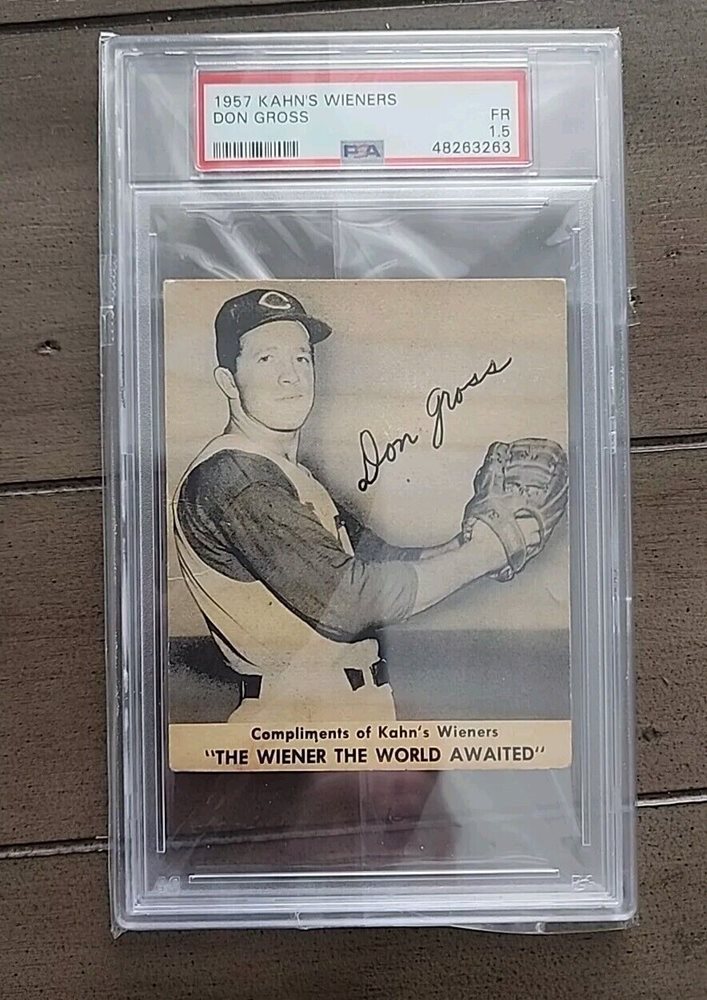 1957 KAHN'S WIENERS
DON GROSS
FR
1.5
PSA
48263263
C
Don Gross
Compliments of Kahn's Wieners
"THE WIENER THE WORLD AWAITED"